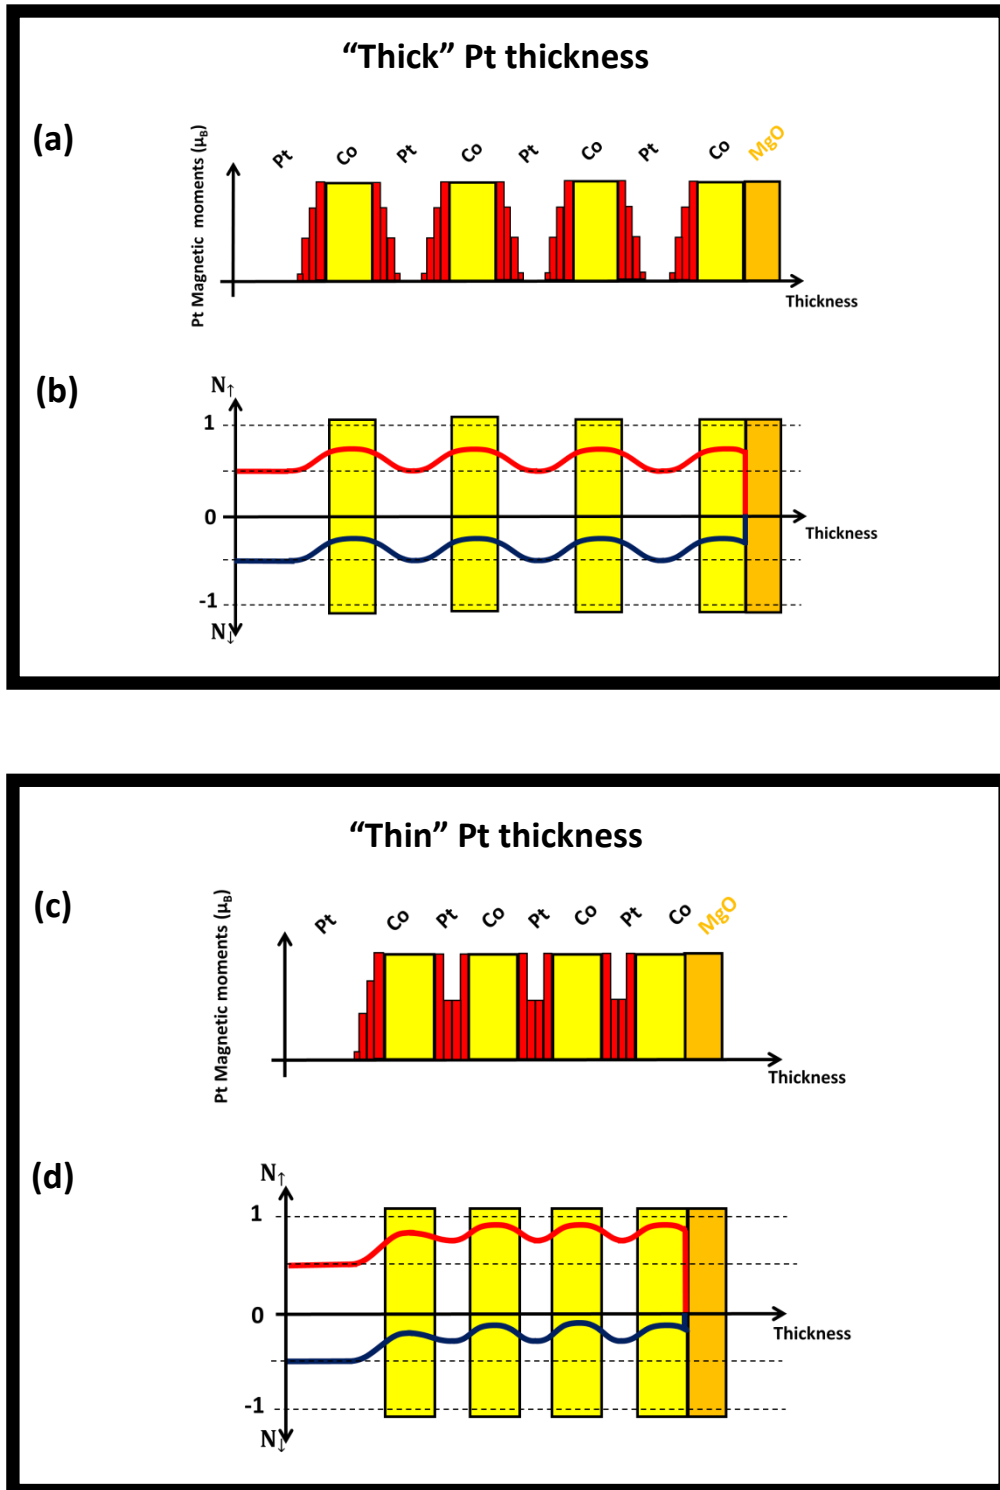 “Thick” Pt thickness
(a)
Pt Magnetic moments (μB)
Pt Co Pt Co Pt Co Pt Co MgO
Thickness
(b)
N↑
1
0
Thickness
-1
N↓
“Thin” Pt thickness
(c)
Pt Magnetic moments (μB)
Pt Co Pt Co Pt Co Pt Co MgO
Thickness
(d)
N↑
1
0
Thickness
-1
N↓